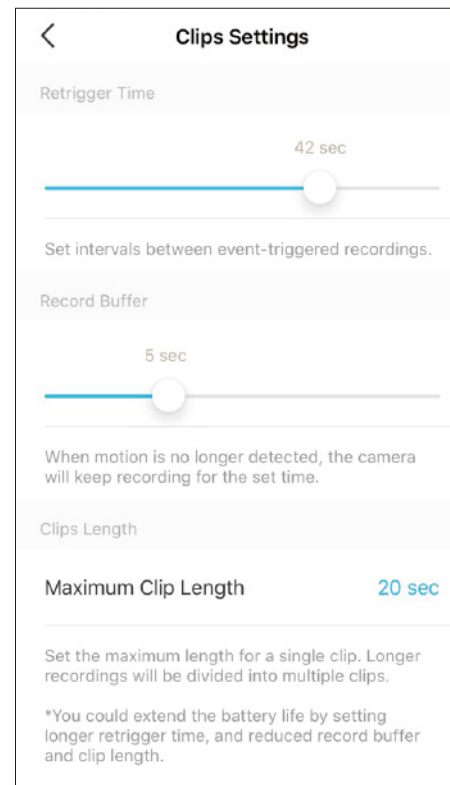 Clips Settings
Retrigger Time
42 sec
Set intervals between event-triggered recordings.
Record Buffer
5 sec
When motion is no longer detected, the camera
will keep recording for the set time.
Clips Length
Maximum Clip Length 20 sec
Set the maximum length for a single clip. Longer
recordings will be divided into multiple clips.
*You could extend the battery life by setting
longer retrigger time, and reduced record buffer
and clip length.